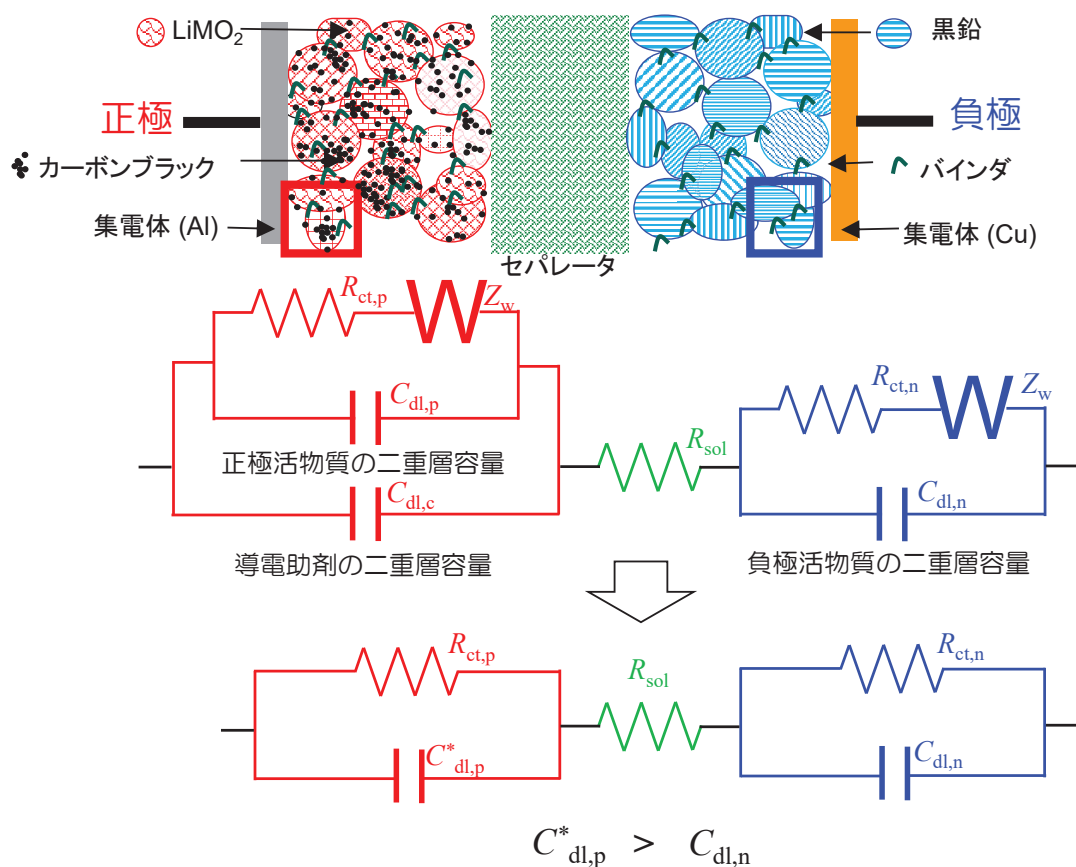 LiMO2
黒鉛
正極
負極
カーボンブラック
バインダ
集電体 (Al)
集電体 (Cu)
セパレータ
Rct,p
Zw
Cdl,p
正極活物質の二重層容量
Cdl,c
導電助剤の二重層容量
Rsol
Rct,n
Zw
Cdl,n
負極活物質の二重層容量
Rct,p
C*dl,p
Rsol
Rct,n
Cdl,n
C*dl,p > Cdl,n